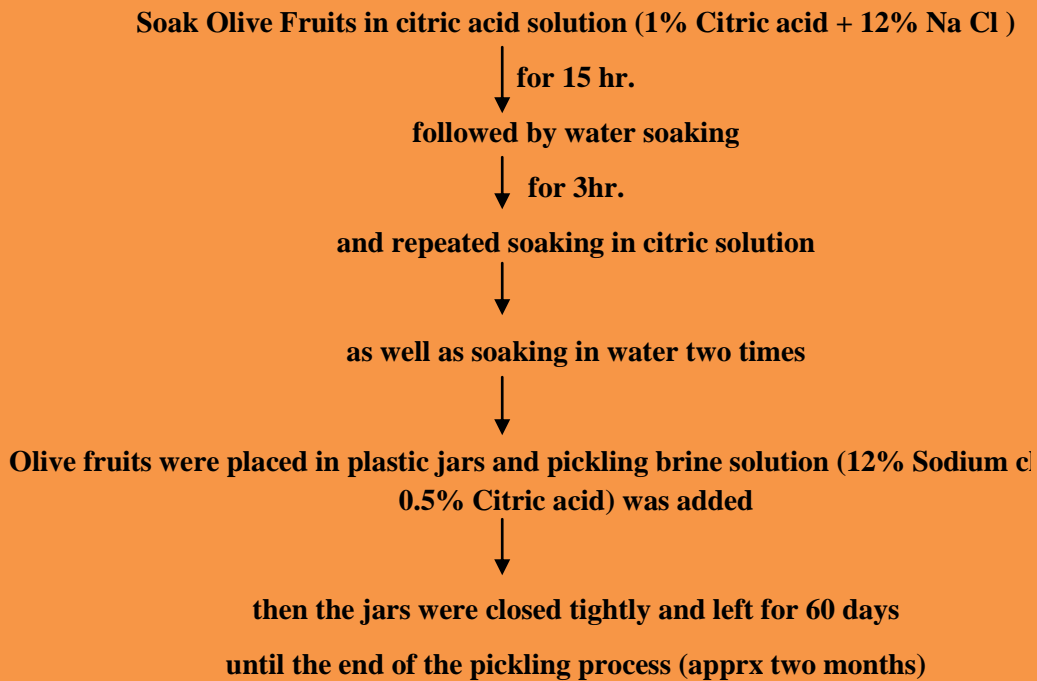 Soak Olive Fruits in citric acid solution (1% Citric acid + 12% Na Cl )
for 15 hr.
followed by water soaking
for 3hr.
and repeated soaking in citric solution
as well as soaking in water two times
Olive fruits were placed in plastic jars and pickling brine solution (12% Sodium
0.5% Citric acid) was added
then the jars were closed tightly and left for 60 days
until the end of the pickling process (apprx two months)